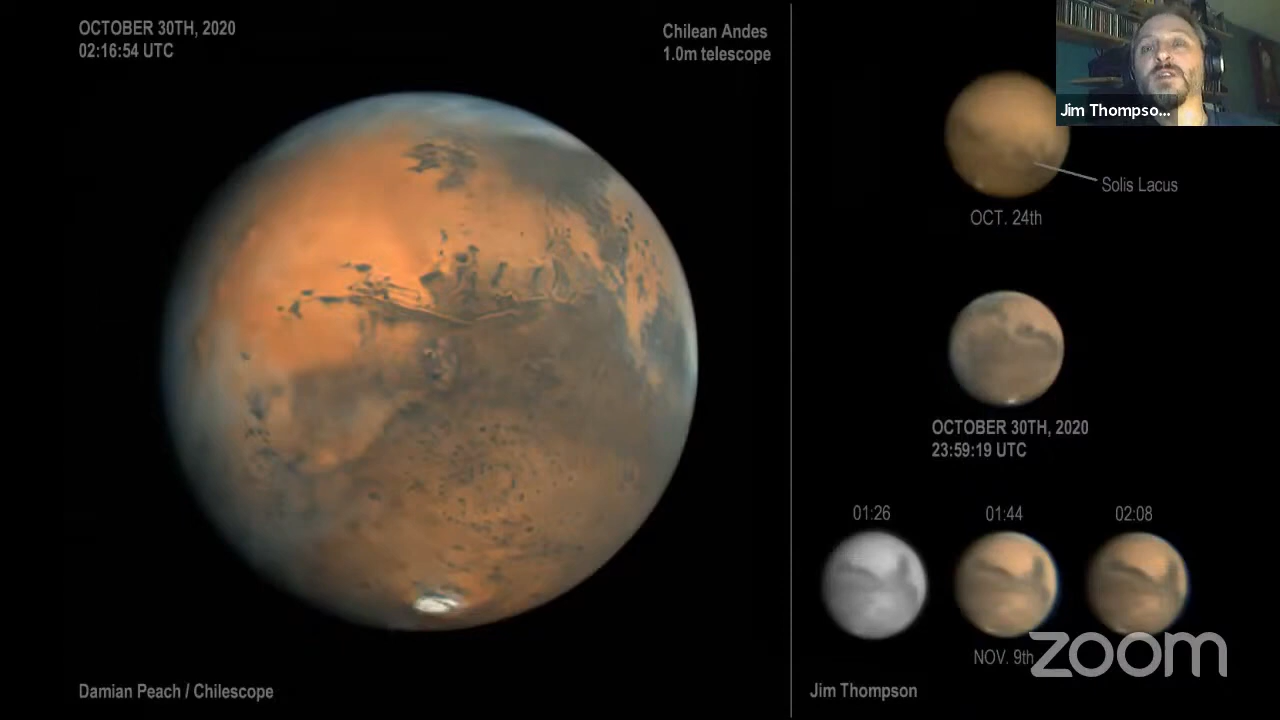 OCTOBER 30TH, 2020
02:16:54 UTC
Chilean Andes
1.0m telescope
Damian Peach / Chilescope
Jim Thompso...
Solis Lacus
OCT. 24th
OCTOBER 30TH, 2020
23:59:19 UTC
01:26
01:44
02:08
NOV. 9th
Jim Thompson
zoom